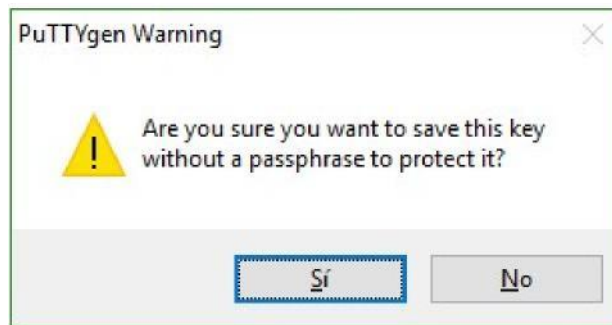 PuTTYgen Warning
Are you sure you want to save this key
without a passphrase to protect it?
Sí
No